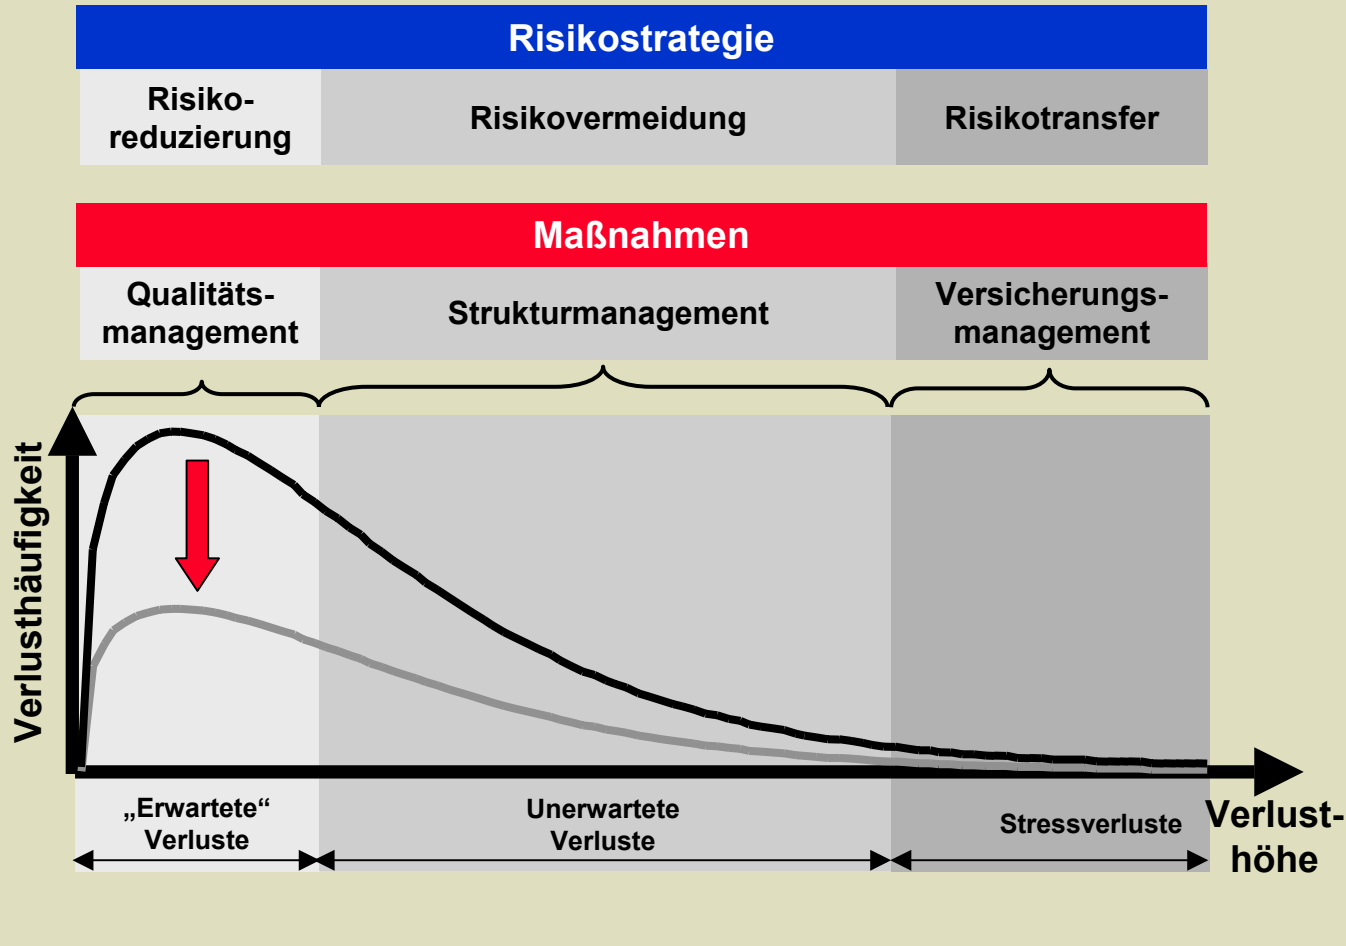 Risikostrategie
Risiko-
reduzierung
Risikovermeidung
Risikotransfer
Maßnahmen
Qualitäts-
management
Strukturmanagement
Versicherungs-
management
Verlusthäufigkeit
„Erwartete“
Verluste
Unerwartete
Verluste
Stressverluste
Verlust-
höhe